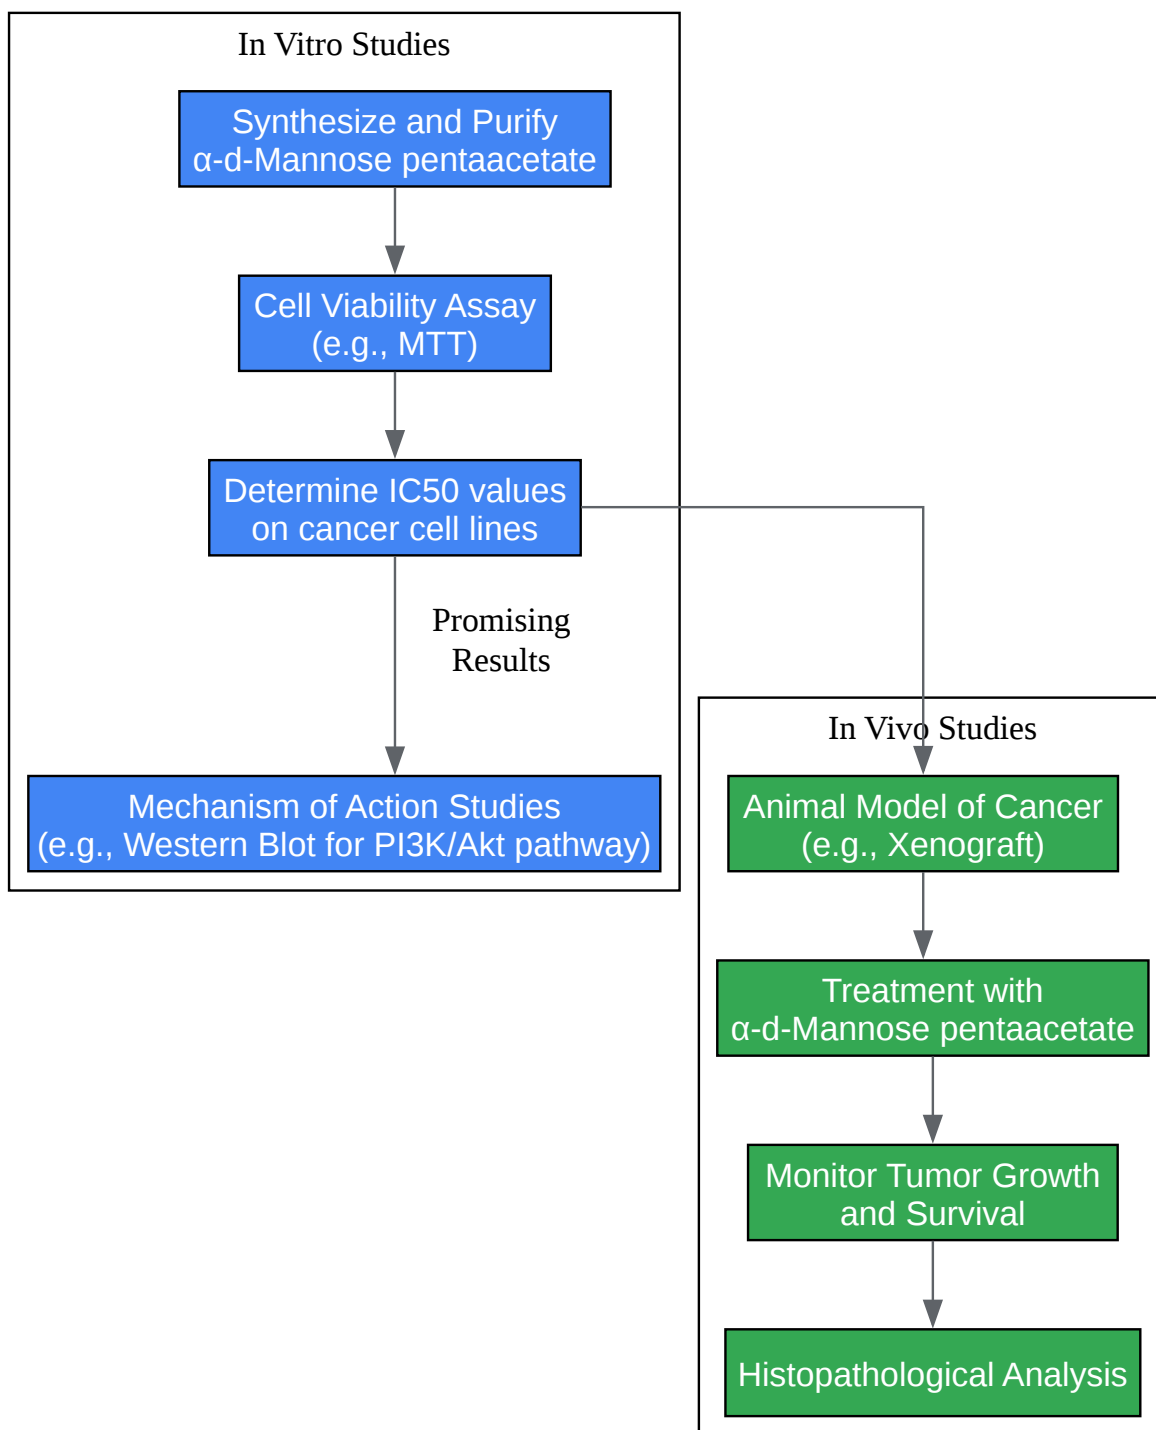 In Vitro Studies
Synthesize and Purify
α-d-Mannose pentaacetate
Cell Viability Assay
(e.g., MTT)
Determine IC50 values
on cancer cell lines
Promising
Results
Mechanism of Action Studies
(e.g., Western Blot for PI3K/Akt pathway)
In Vivo Studies
Animal Model of Cancer
(e.g., Xenograft)
Treatment with
α-d-Mannose pentaacetate
Monitor Tumor Growth
and Survival
Histopathological Analysis